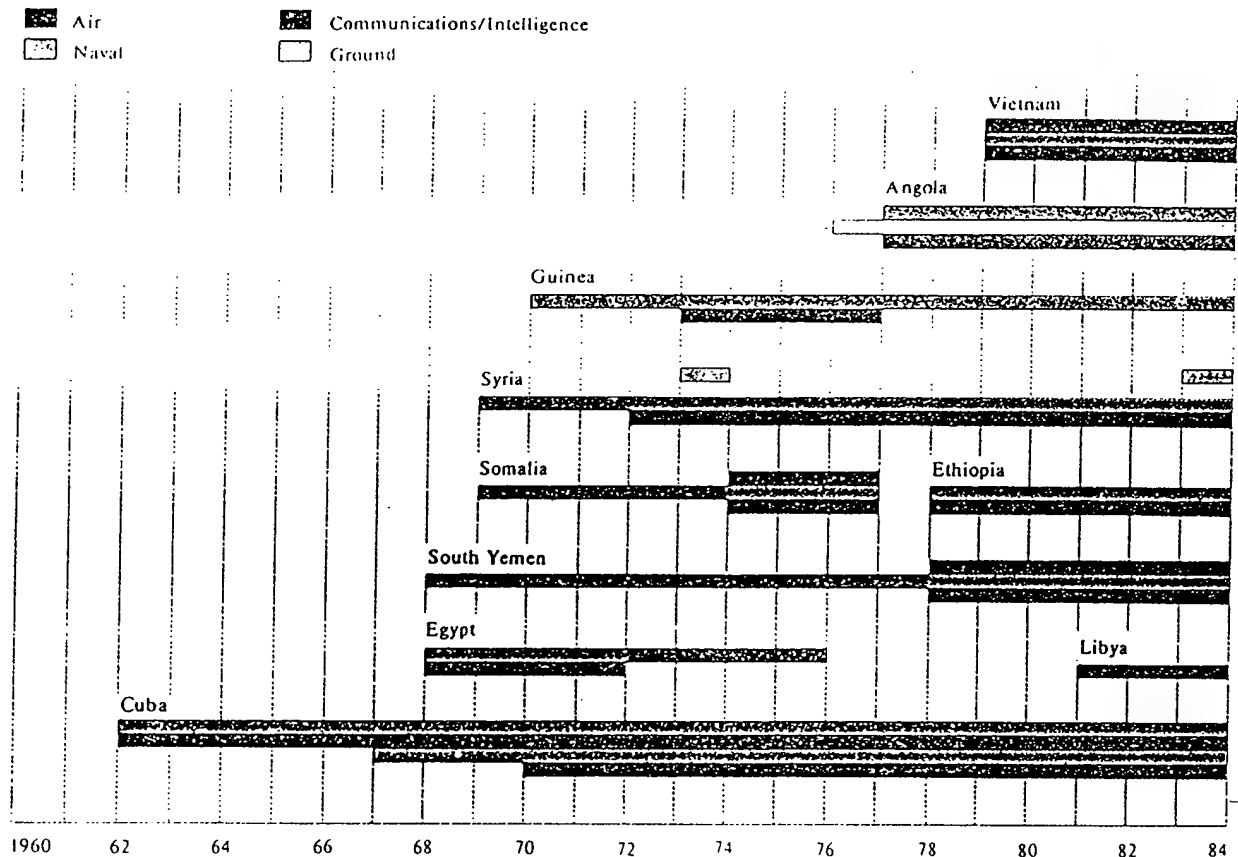 Air
Communications/Intelligence
Naval
Ground
Vietnam
Angola
Guinea
Syria
Somalia
Ethiopia
South Yemen
Egypt
Libya
Cuba
1960 62 64 66 68 70 72 74 76 78 80 82 84